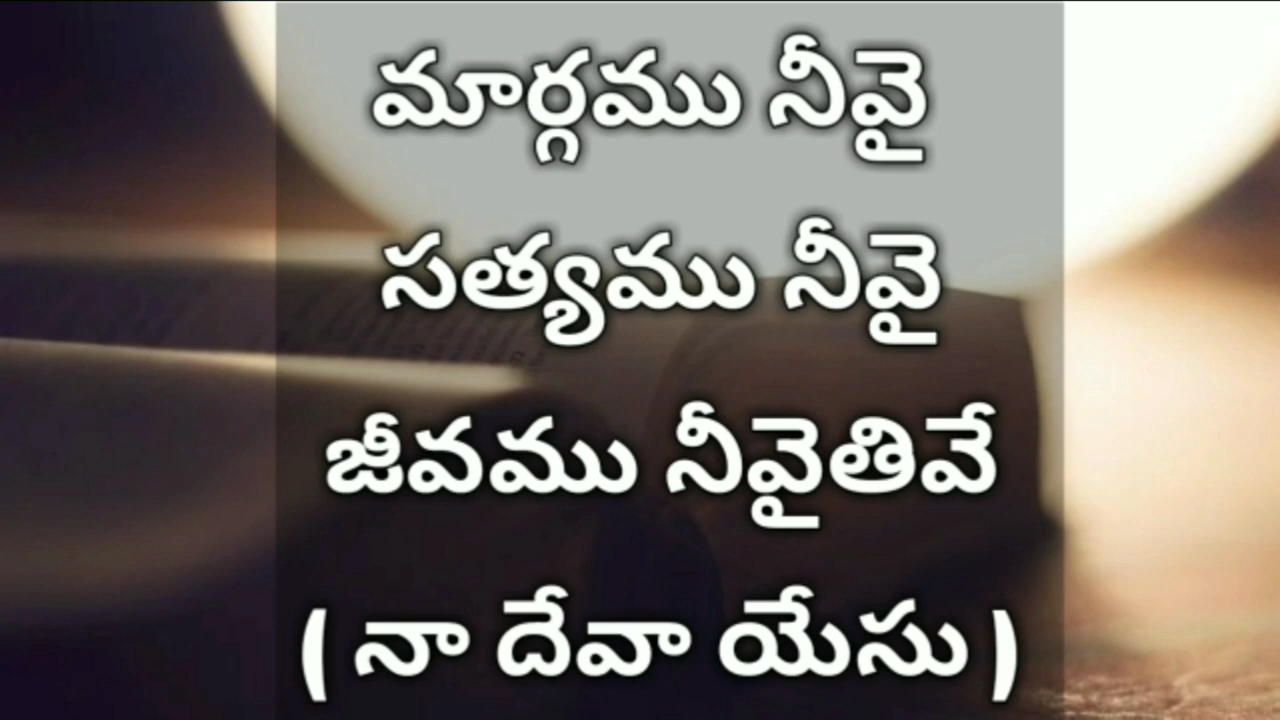 మార్గము నీవై
సత్యము నీవై
జీవము నీవైతివే
( నా దేవా యేసు )